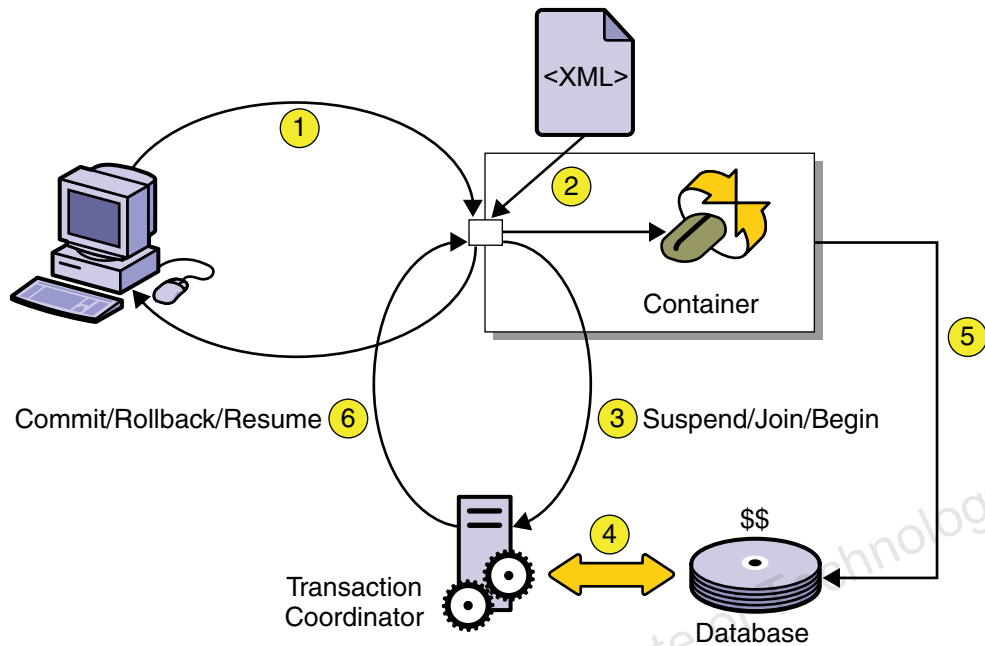 <XML>
1
2
Container
5
Commit/Rollback/Resume 6
3 Suspend/Join/Begin
$$
4
Transaction
Coordinator
Database